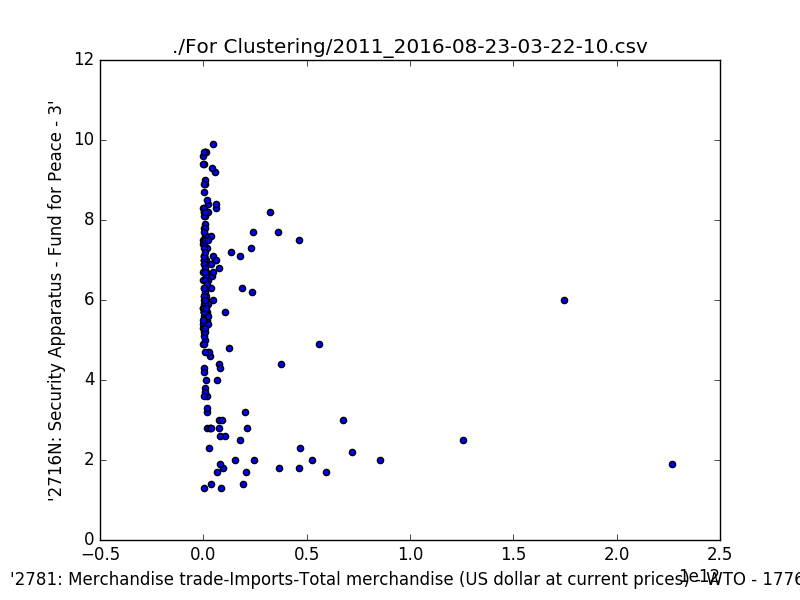 ./For Clustering/2011_2016-08-23-03-22-10.csv
12
10
8
6
4
2
0
'2716N: Security Apparatus - Fund for Peace - 3'
−0.5 0.0 0.5 1.0 1.5 2.0 2.5
1e12
'2781: Merchandise trade-Imports-Total merchandise (US dollar at current prices) - WTO - 1776